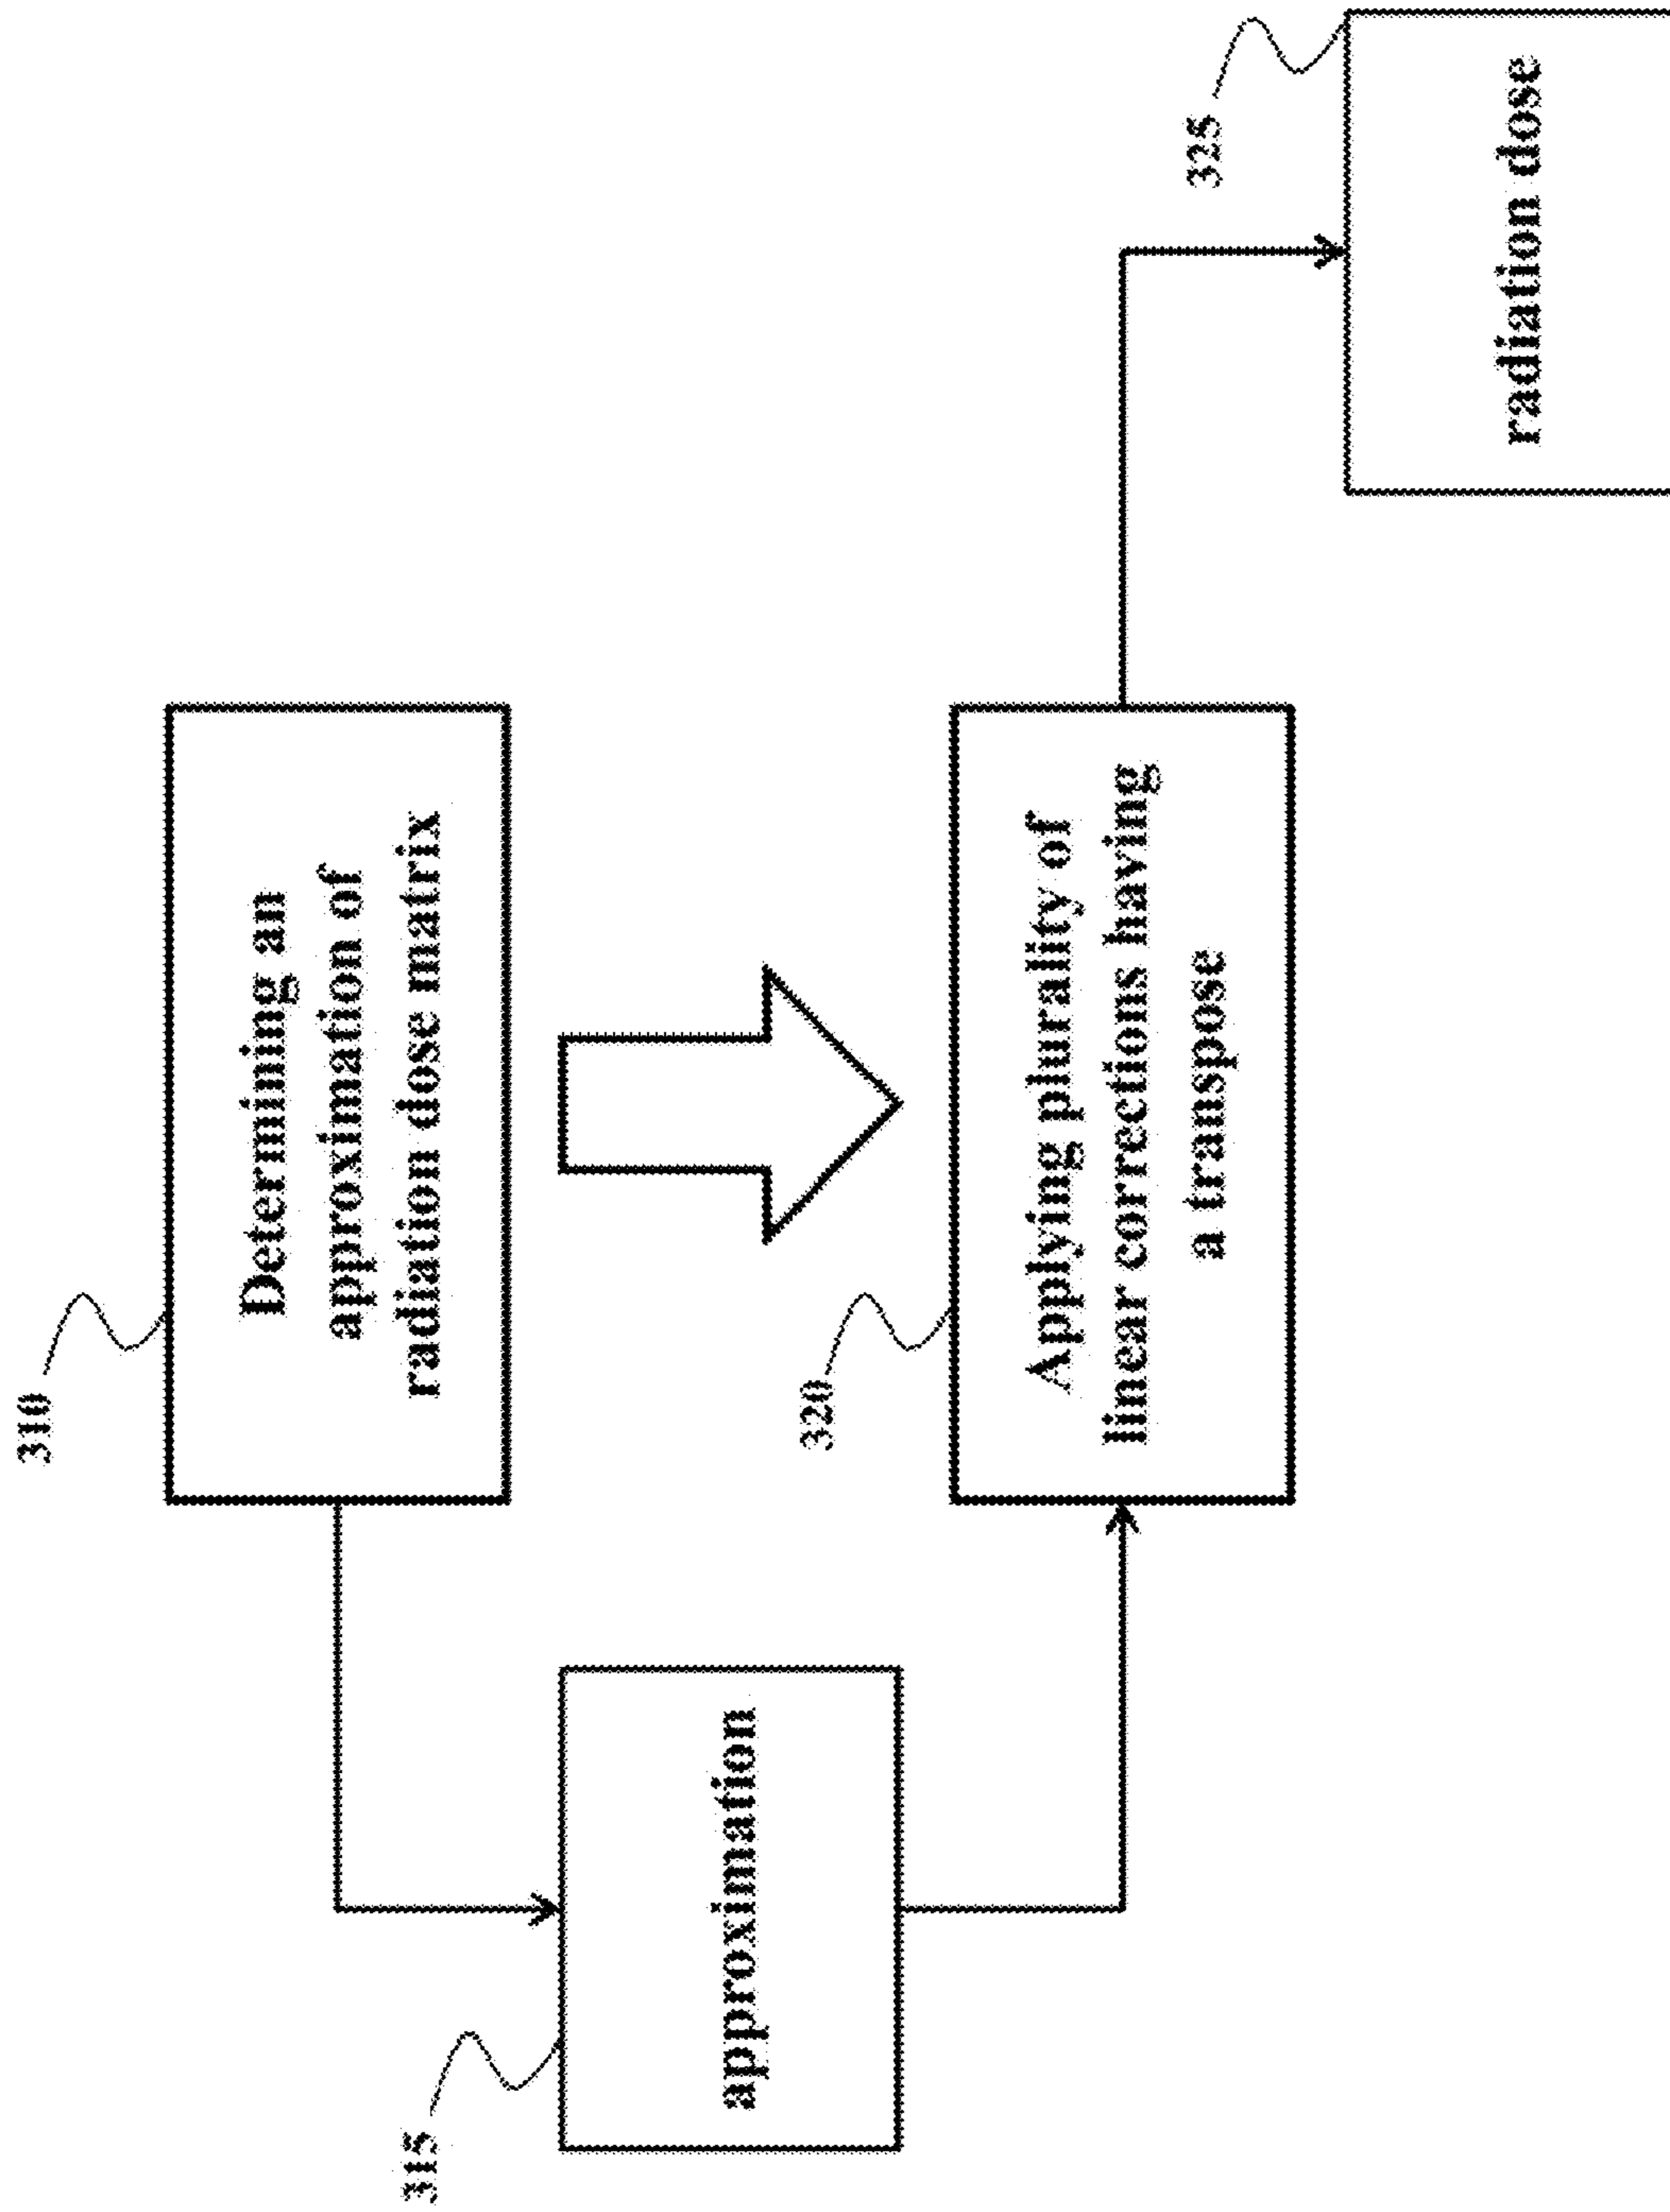 310
Determining an
approximation of
radiation dose matrix
315
approximation
320
Applying plurality of
linear corrections having
a transpose
325
radiation dose